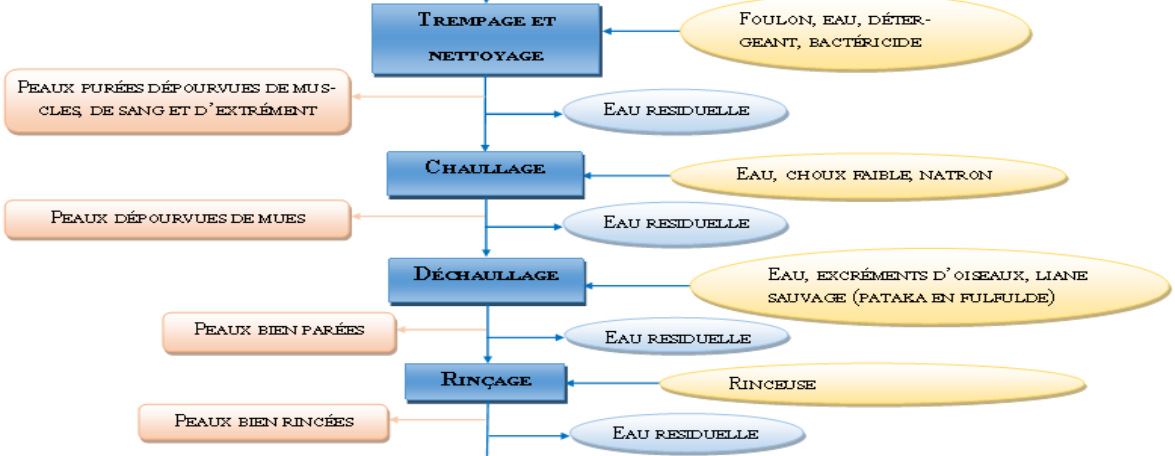 TREMPAGE ET
NETTOYAGE
FOULON, EAU, DÉTER-
GEANT, BACTÉRICIDE
PEAUX PURÉES DÉPOURVUES DE MUS-
CLES, DE SANG ET D'EXTRÉMENT
EAU RESIDUELLE
CHAULLAGE
EAU, CHOUX FAIBLE, NATRON
PEAUX DÉPOURVUES DE MUES
EAU RESIDUELLE
DÉCHAULLAGE
EAU, EXCRÉMENTS D'OISEAUX, LIANE
SAUVAGE (PATAKA EN FULFULDE)
PEAUX BIEN PARÉES
EAU RESIDUELLE
RINÇAGE
RINCEUSE
PEAUX BIEN RINCÉES
EAU RESIDUELLE